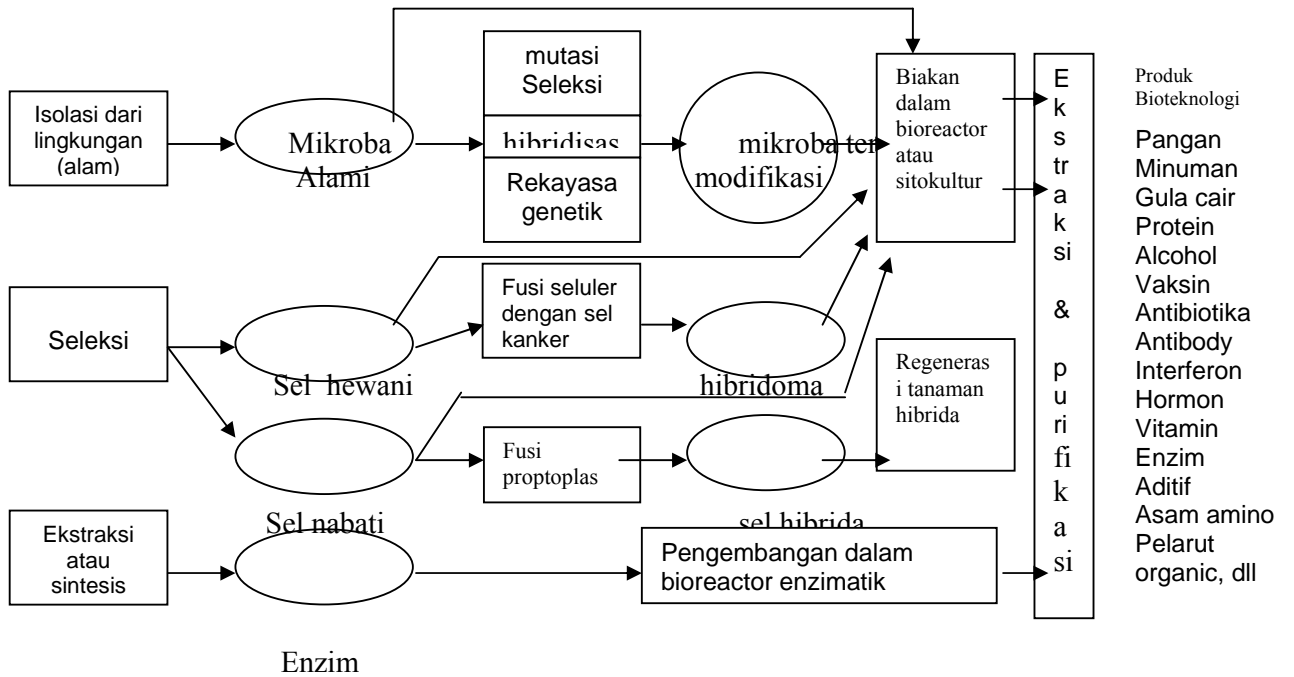 Isolasi dari
lingkungan
(alam)
Mikroba
Alami
mutasi
Seleksi
hibridisas
Rekayasa
genetik
mikroba ter
modifikasi
Biakan
dalam
bioreactor
atau
sitokultur
Seleksi
Sel hewani
Fusi seluler
dengan sel
kanker
hibridoma
Sel nabati
Fusi
proptoplas
sel hibrida
Regeneras
i tanaman
hibrida
Ekstraksi
atau
sintesis
Enzim
Pengembangan dalam
bioreactor enzimatik
E
k
s
tr
a
k
si
&
p
u
ri
fi
k
a
si
Produk
Bioteknologi
Pangan
Minuman
Gula cair
Protein
Alcohol
Vaksin
Antibiotika
Antibody
Interferon
Hormon
Vitamin
Enzim
Aditif
Asam amino
Pelarut
organic, dll